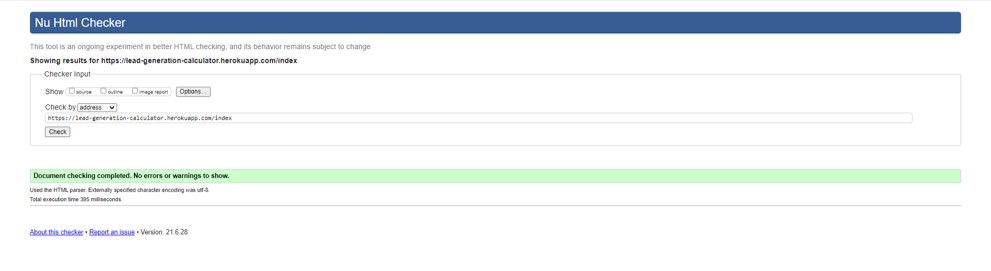 Nu Html Checker
This tool is an ongoing experiment in better HTML checking, and its behavior remains subject to change
Showing results for https://lead-generation-calculator.herokuapp.com/index
Checker Input
Show source outline image report Options...
Check by address
https://lead-generation-calculator.herokuapp.com/index
Check
Document checking completed. No errors or warnings to show.
Used the HTML parser. Externally specified character encoding was utf-8.
Total execution time 395 milliseconds.
About this checker • Report an issue • Version: 21.6.28